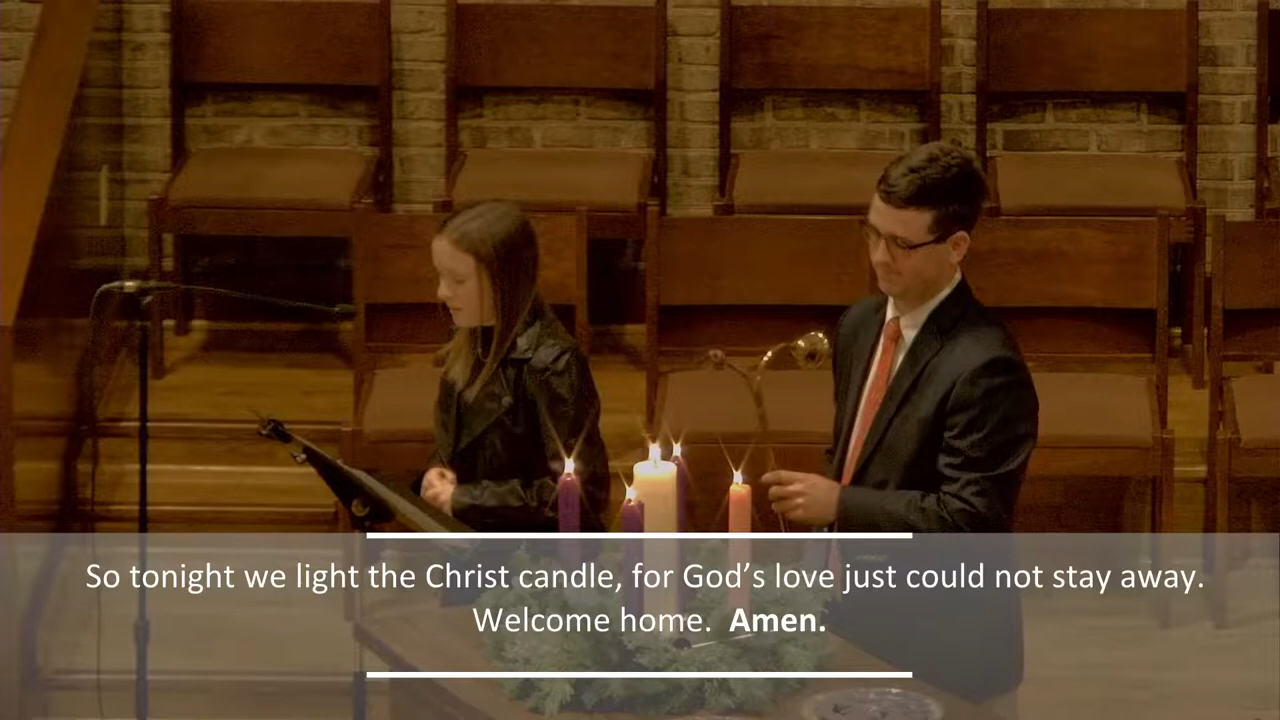 So tonight we light the Christ candle, for God’s love just could not stay away.
Welcome home.  Amen.